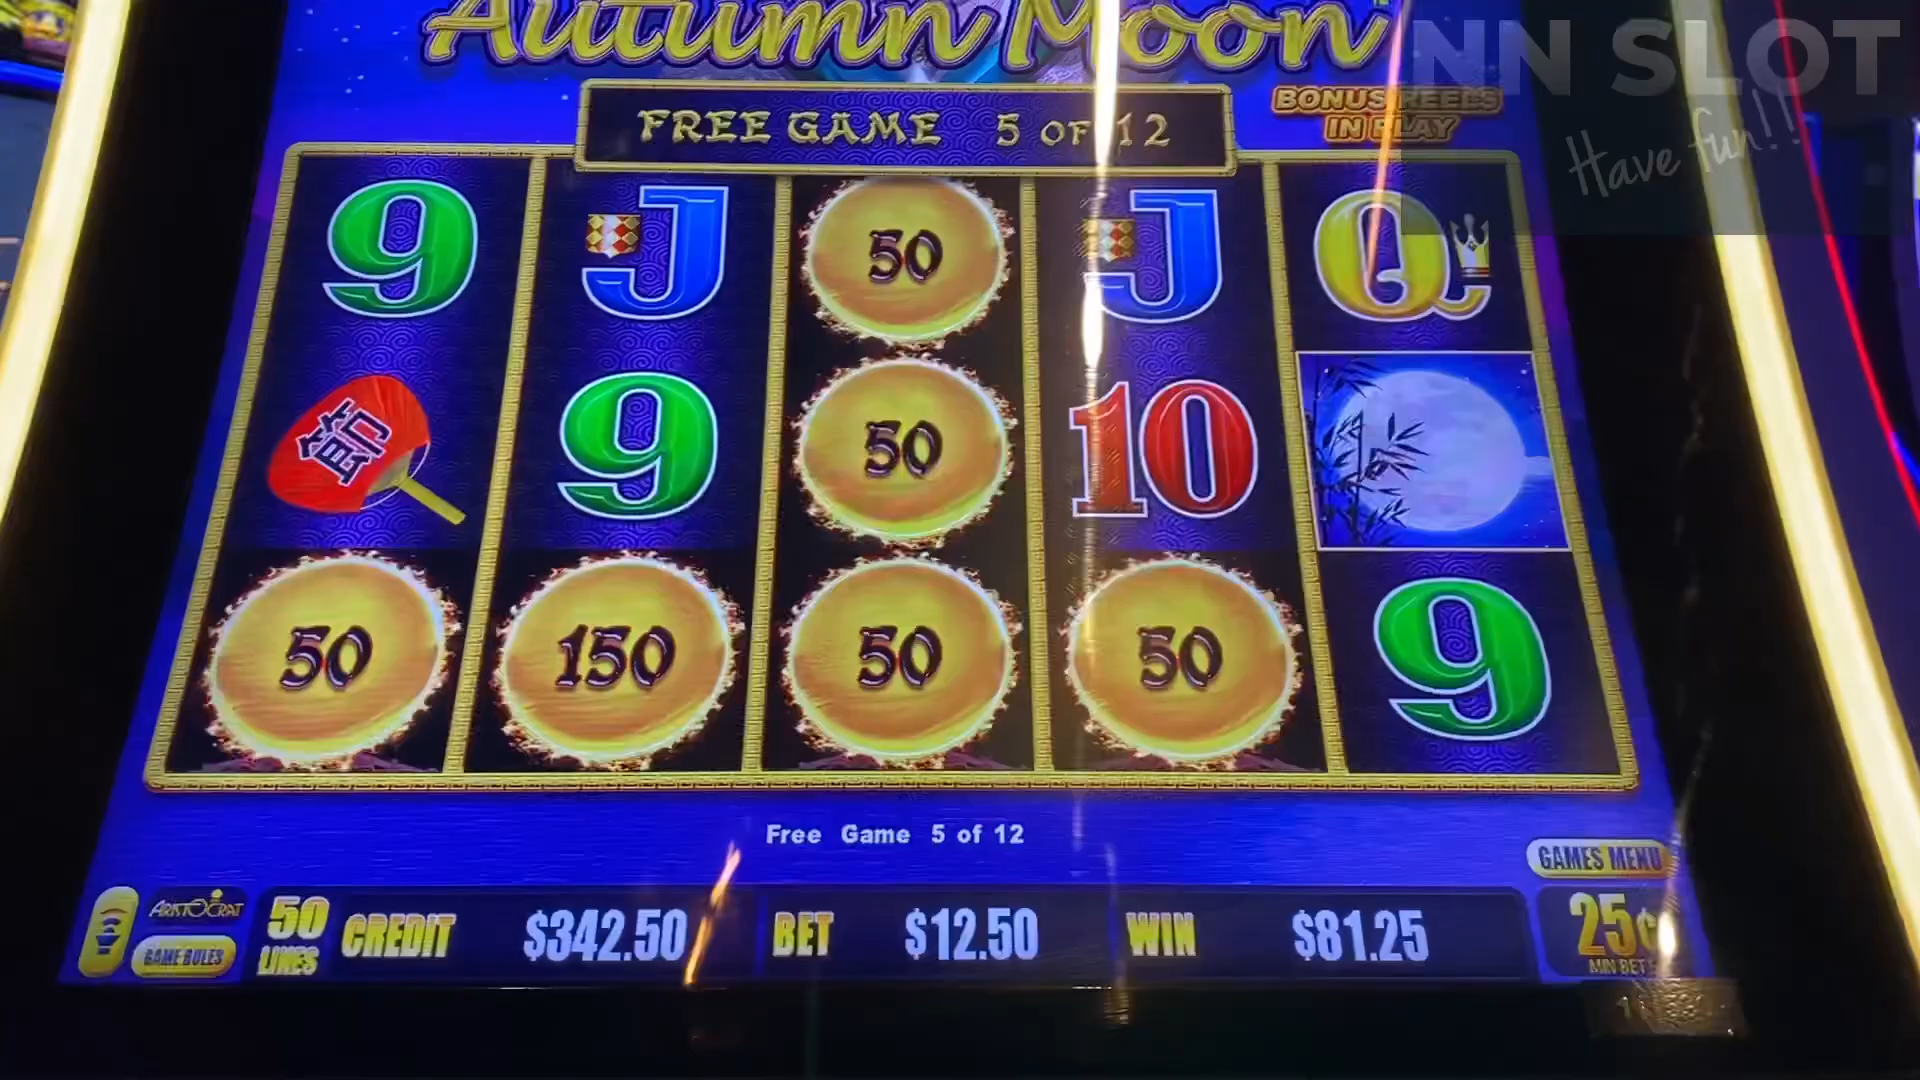 Autumn Moon
NN SLOT
Have fun!!
FREE GAME 5 OF 12
BONUS REELS
IN PLAY
9 J 50 J Q
節 9 50 10
50 150 50 50 9
Free Game 5 of 12
GAMES MENU
ARISTOCRAT
GAME RULES
50
LINES
CREDIT $342.50 BET $12.50 WIN $81.25
25¢
MIN BET